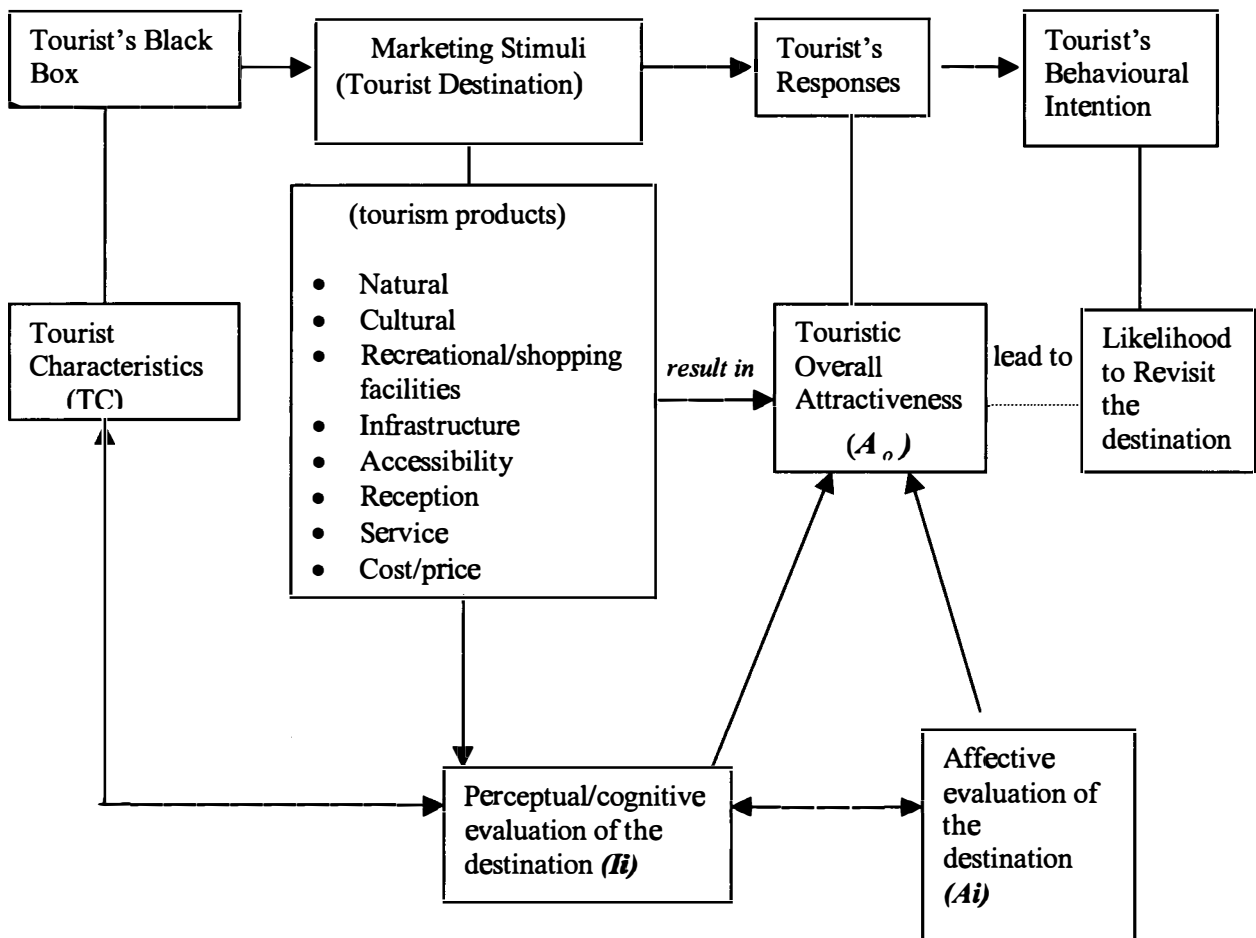 Tourist’s Black
Box
Marketing Stimuli
(Tourist Destination)
Tourist’s
Responses
Tourist’s
Behavioural
Intention
(tourism products)
• Natural
• Cultural
• Recreational/shopping
facilities
• Infrastructure
• Accessibility
• Reception
• Service
• Cost/price
Tourist
Characteristics
(TC)
result in
Touristic
Overall
Attractiveness
(A o )
lead to
Likelihood
to Revisit
the
destination
Perceptual/cognitive
evaluation of the
destination (Ii)
Affective
evaluation of
the
destination
(Ai)